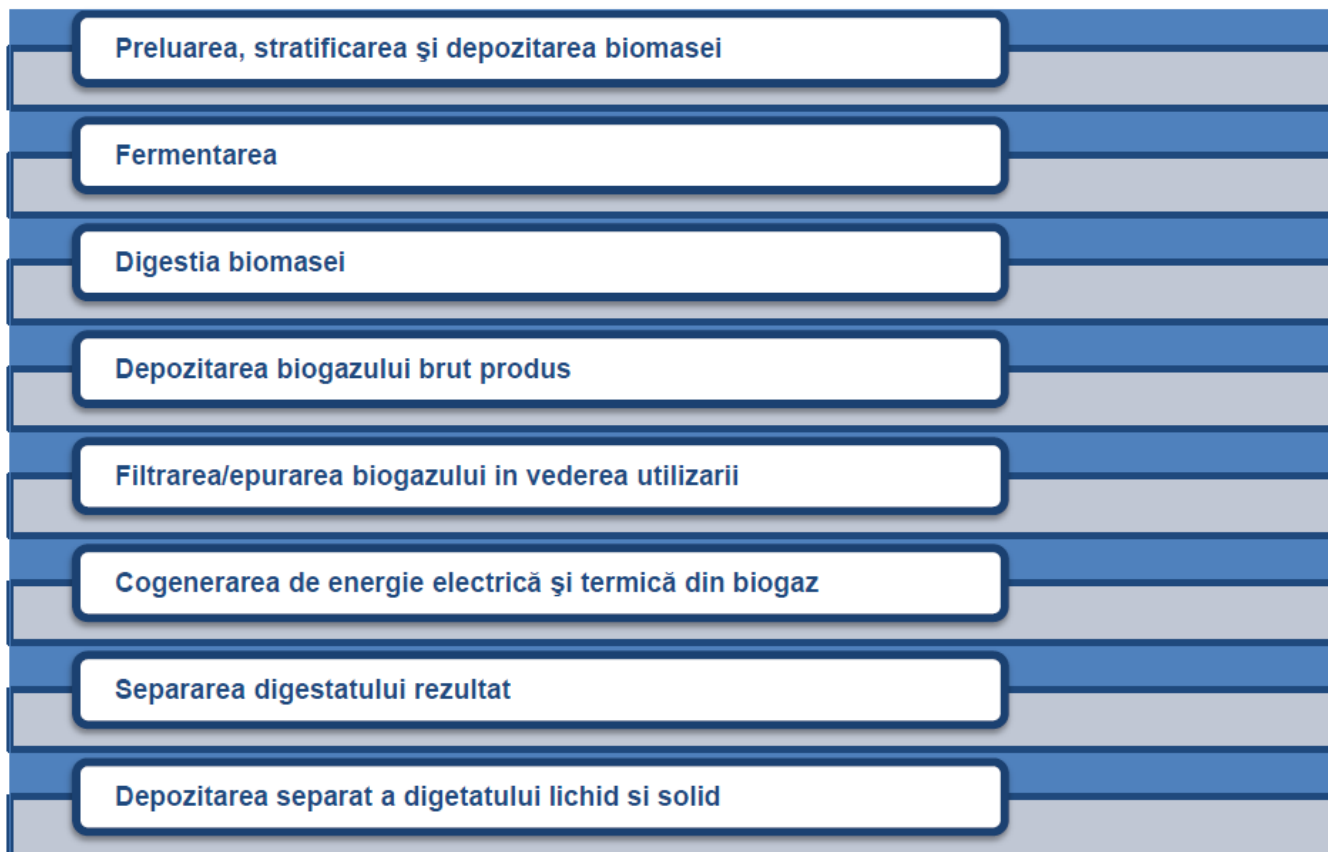 Preluarea, stratificarea şi depozitarea biomasei
Fermentarea
Digestia biomasei
Depozitarea biogazului brut produs
Filtrarea/epurarea biogazului in vederea utilizarii
Cogenerarea de energie electrică şi termică din biogaz
Separarea digestatului rezultat
Depozitarea separat a digetatului lichid si solid